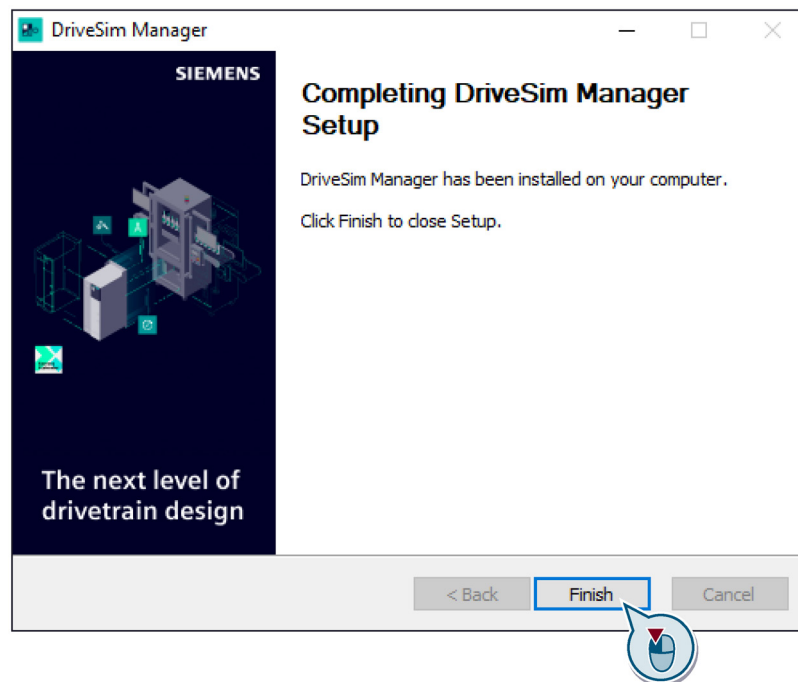 DriveSim Manager
SIEMENS
Completing DriveSim Manager
Setup
DriveSim Manager has been installed on your computer.
Click Finish to close Setup.
The next level of
drivetrain design
< Back
Finish
Cancel